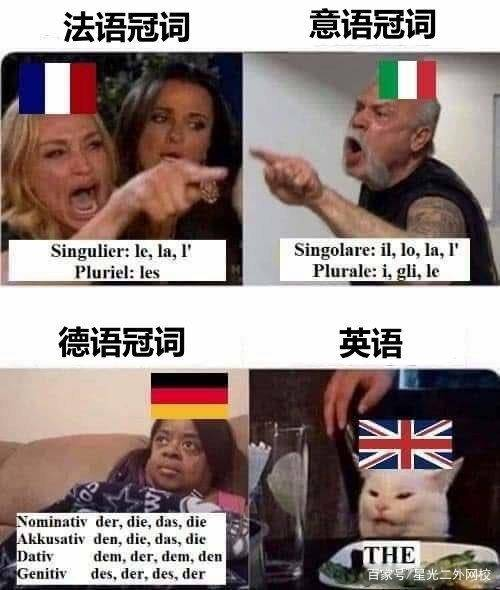 法语冠词
意语冠词
Singulier: le, la, l'
Pluriel: les
Singolare: il, lo, la, l'
Plurale: i, gli, le
德语冠词
英语
Nominativ der, die, das, die
Akkusativ den, die, das, die
Dativ dem, der, dem, den
Genitiv des, der, des, der
THE
百家号/星光二外网校